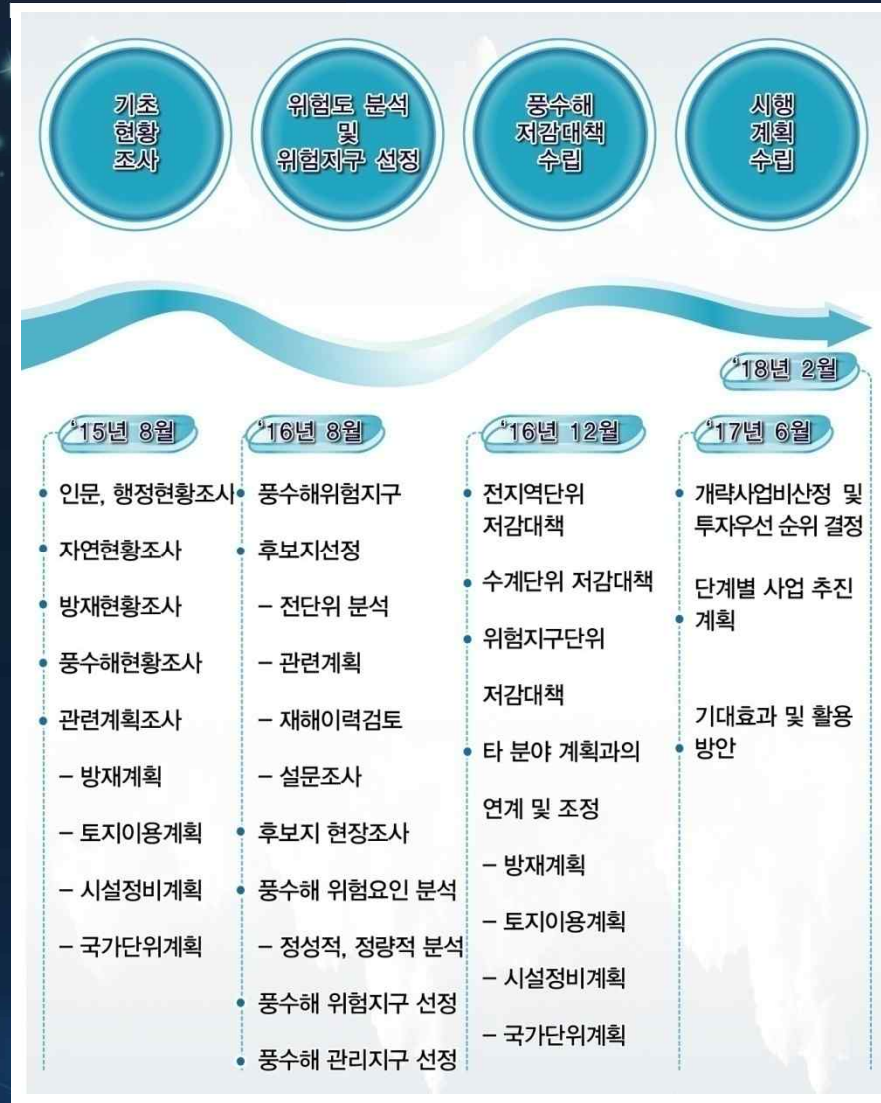 기초
현황
조사
위험도 분석
및
위험지구 선정
풍수해
저감대책
수립
시행
계획
수립
‘18년 2월
‘15년 8월
인문, 행정현황조사
자연현황조사
방재현황조사
풍수해현황조사
관련계획조사
– 방재계획
– 토지이용계획
– 시설정비계획
– 국가단위계획
‘16년 8월
풍수해위험지구
후보지선정
– 전단위 분석
– 관련계획
– 재해이력검토
– 설문조사
후보지 현장조사
풍수해 위험요인 분석
– 정성적, 정량적 분석
풍수해 위험지구 선정
풍수해 관리지구 선정
‘16년 12월
전지역단위
저감대책
수계단위 저감대책
위험지구단위
저감대책
타 분야 계획과의
연계 및 조정
– 방재계획
– 토지이용계획
– 시설정비계획
– 국가단위계획
‘17년 6월
개략사업비산정 및
투자우선 순위 결정
단계별 사업 추진
계획
기대효과 및 활용
방안